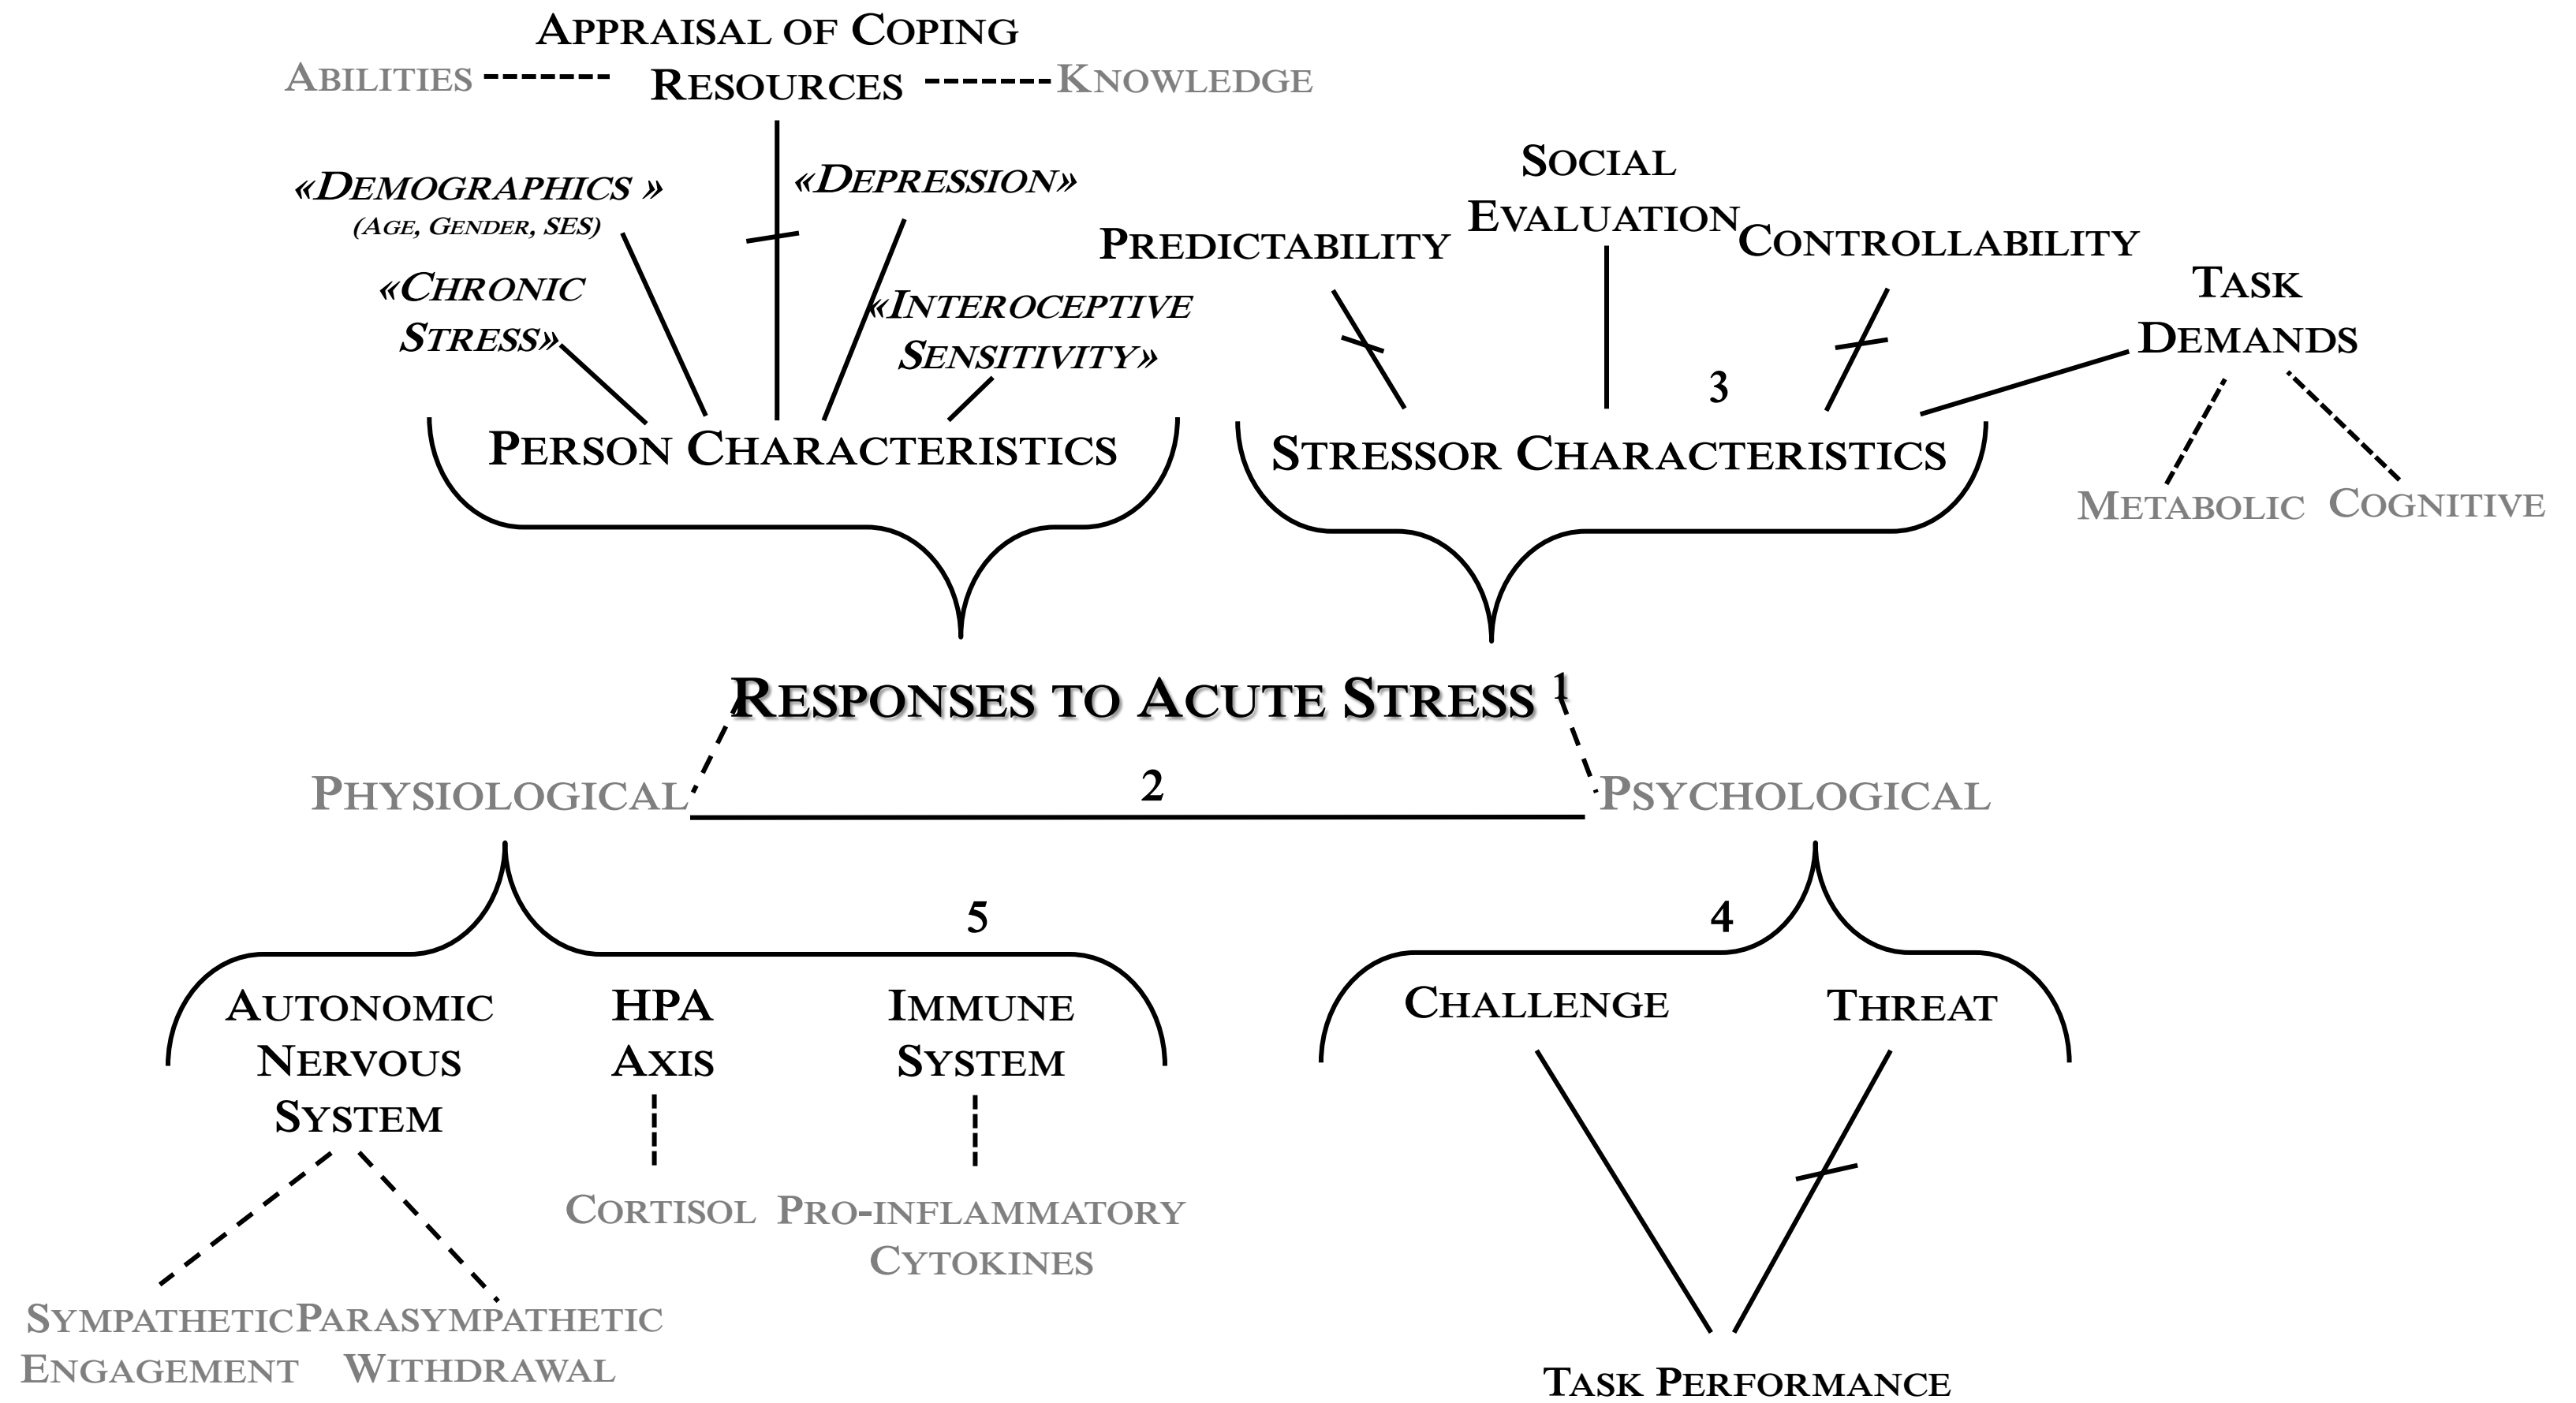 Appraisal of Coping
Resources
Abilities
Knowledge
«Demographics »
(Age, Gender, SES)
«Depression»
«Chronic
Stress»
«Interoceptive
Sensitivity»
Person Characteristics
Predictability
Social
Evaluation
Controllability
Task
Demands
3
Stressor Characteristics
Metabolic
Cognitive
Responses to Acute Stress 1
Physiological
2
Psychological
5
Autonomic
Nervous
System
HPA
Axis
Immune
System
Cortisol
Pro-inflammatory
Cytokines
Sympathetic
Engagement
Parasympathetic
Withdrawal
4
Challenge
Threat
Task Performance